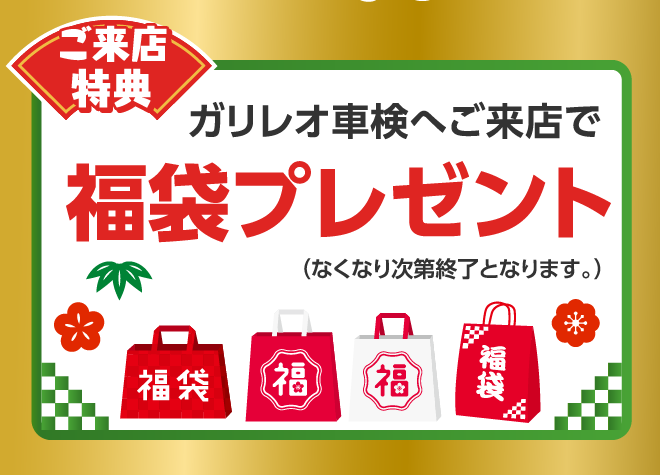 ご来店
特典
ガリレオ車検へご来店で
福袋プレゼント
（なくなり次第終了となります。）
福袋
福
福
福袋